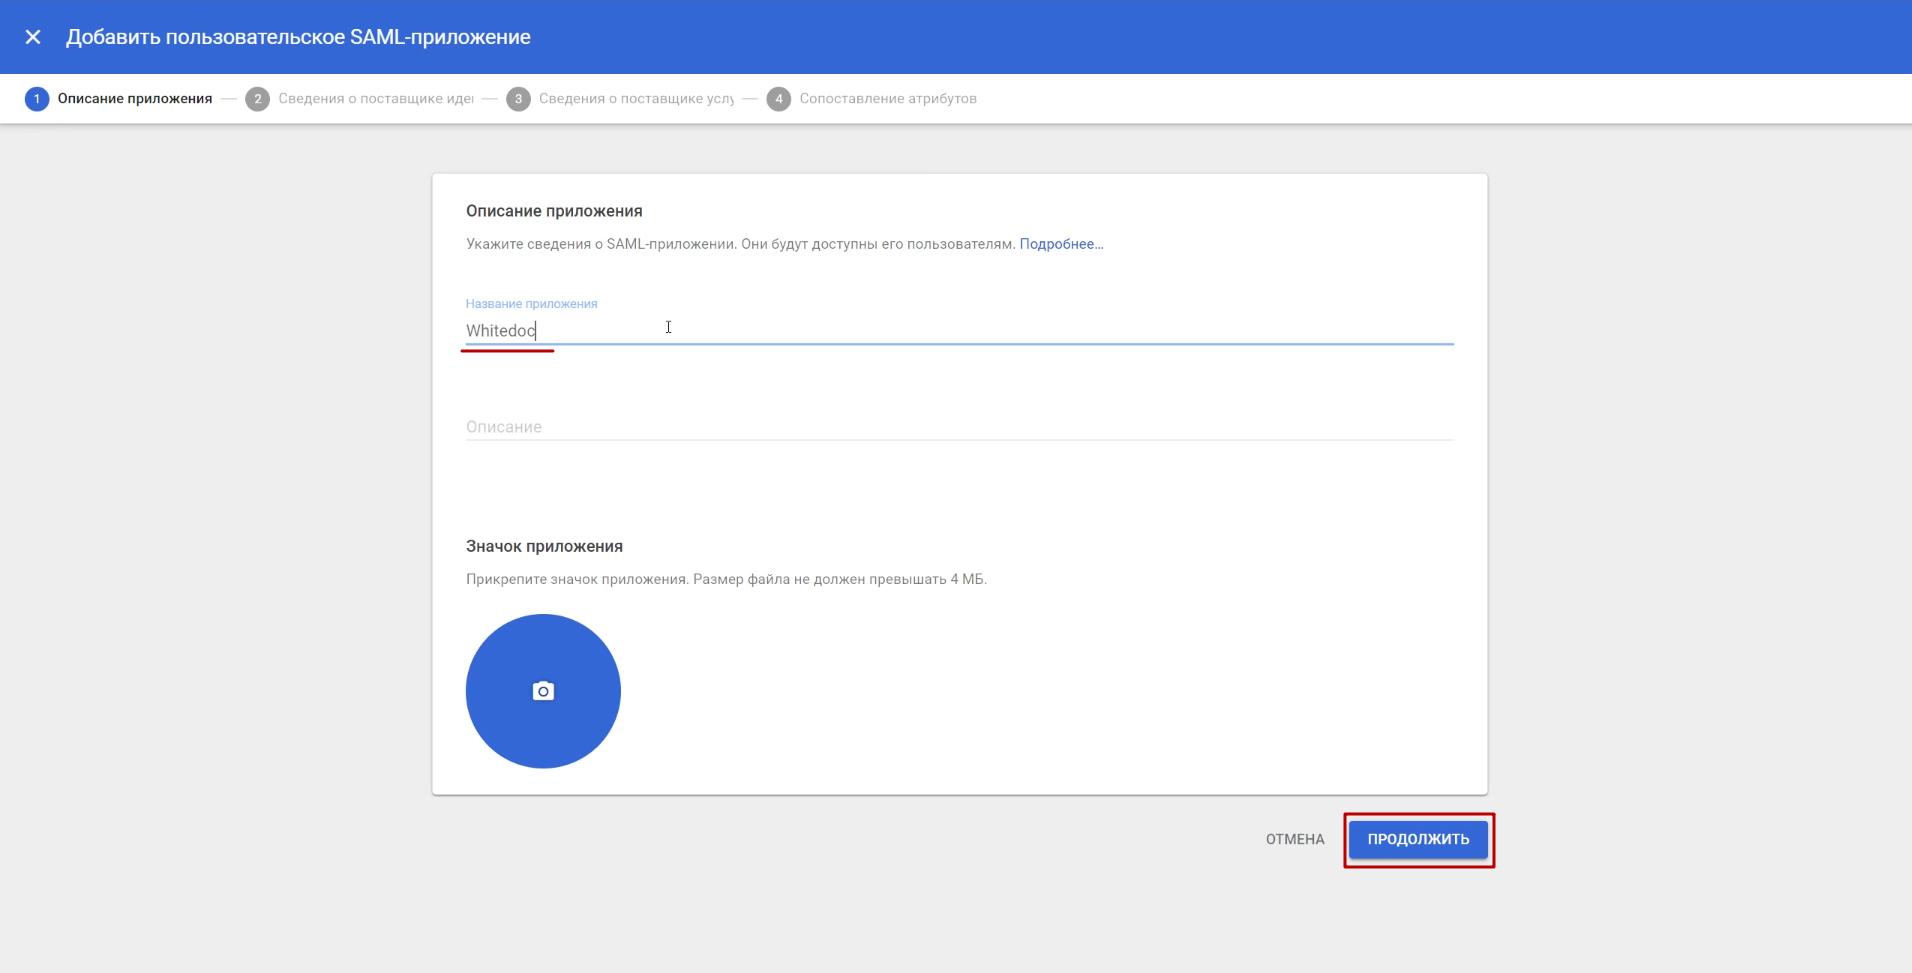 Добавить пользовательское SAML-приложение
1 Описание приложения — 2 Сведения о поставщике иде — 3 Сведения о поставщике услу — 4 Сопоставление атрибутов
Описание приложения
Укажите сведения о SAML-приложении. Они будут доступны его пользователям. Подробнее...
Название приложения
Whitedoc
Описание
Значок приложения
Прикрепите значок приложения. Размер файла не должен превышать 4 МБ.
ОТМЕНА ПРОДОЛЖИТЬ